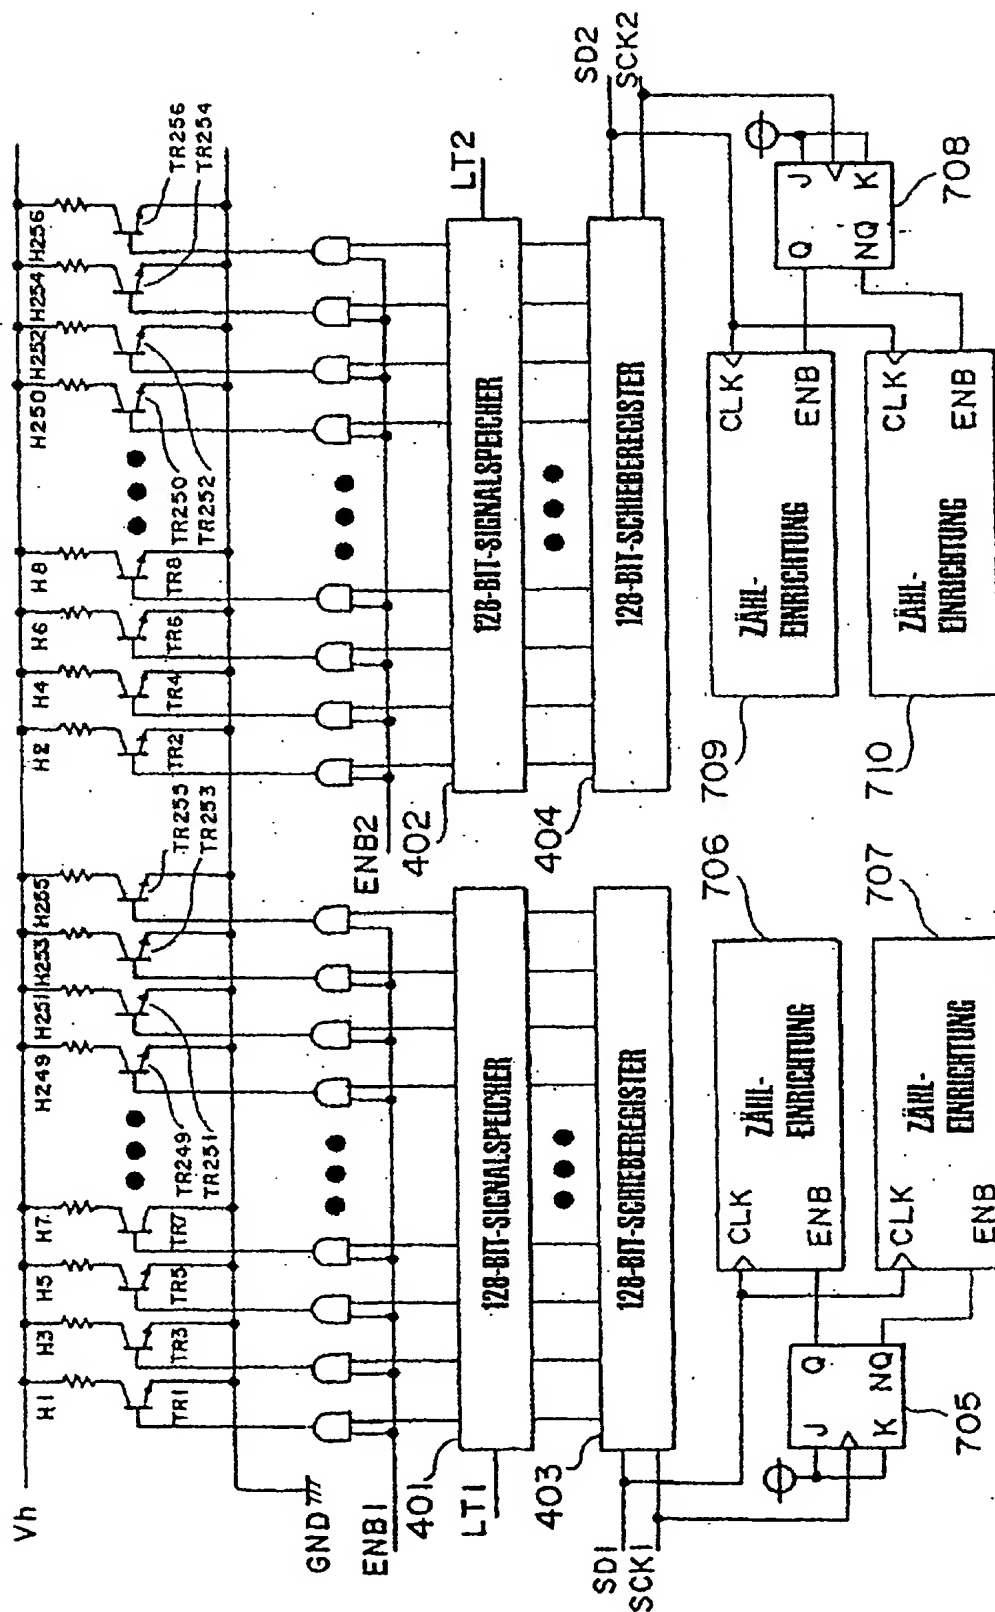 Vh
H1
H3
H5
H7
H249
H251
H253
H255
H2
H4
H6
H8
H250
H252
H254
H256
TR1
TR3
TR5
TR7
TR249
TR251
TR255
TR253
TR2
TR4
TR6
TR8
TR250
TR252
TR256
TR254
GND
ENB1
ENB2
401
LT1
128-BIT-SIGNALSPEICHER
402
128-BIT-SIGNALSPEICHER
LT2
403
128-BIT-SCHIEBEREGISTER
404
128-BIT-SCHIEBEREGISTER
SD1
SCK1
SD2
SCK2
J
Q
K
NQ
705
CLK
ENB
ZÄHL-
EINRICHTUNG
706
CLK
ENB
ZÄHL-
EINRICHTUNG
707
709
ZÄHL-
EINRICHTUNG
CLK
ENB
710
ZÄHL-
EINRICHTUNG
CLK
ENB
Q
J
NQ
K
708